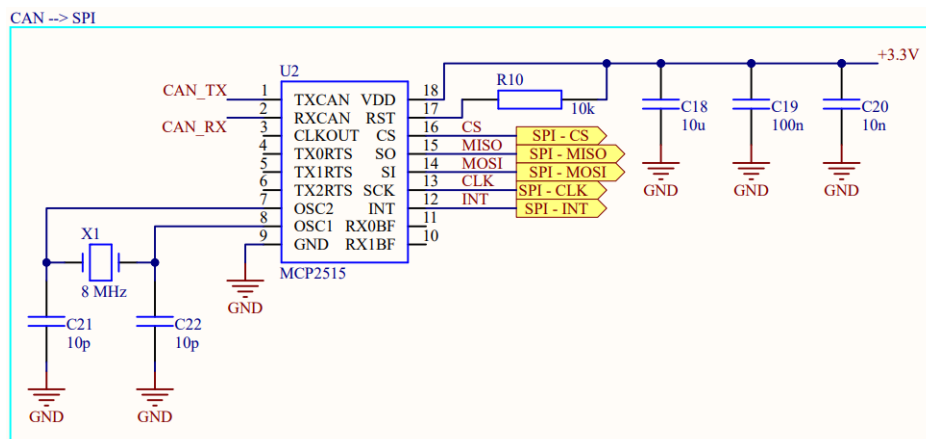 CAN --> SPI
+3.3V
U2
R10
10k
CAN_TX
CAN_RX
1 TXCAN VDD 18
2 RXCAN RST 17
3 CLKOUT CS 16 CS SPI - CS
4 TX0RTS SO 15 MISO SPI - MISO
5 TX1RTS SI 14 MOSI SPI - MOSI
6 TX2RTS SCK 13 CLK SPI - CLK
7 OSC2 INT 12 INT SPI - INT
8 OSC1 RX0BF 11
9 GND RX1BF 10
MCP2515
C18
10u
C19
100n
C20
10n
GND
GND
GND
X1
8 MHz
GND
C21
10p
C22
10p
GND
GND